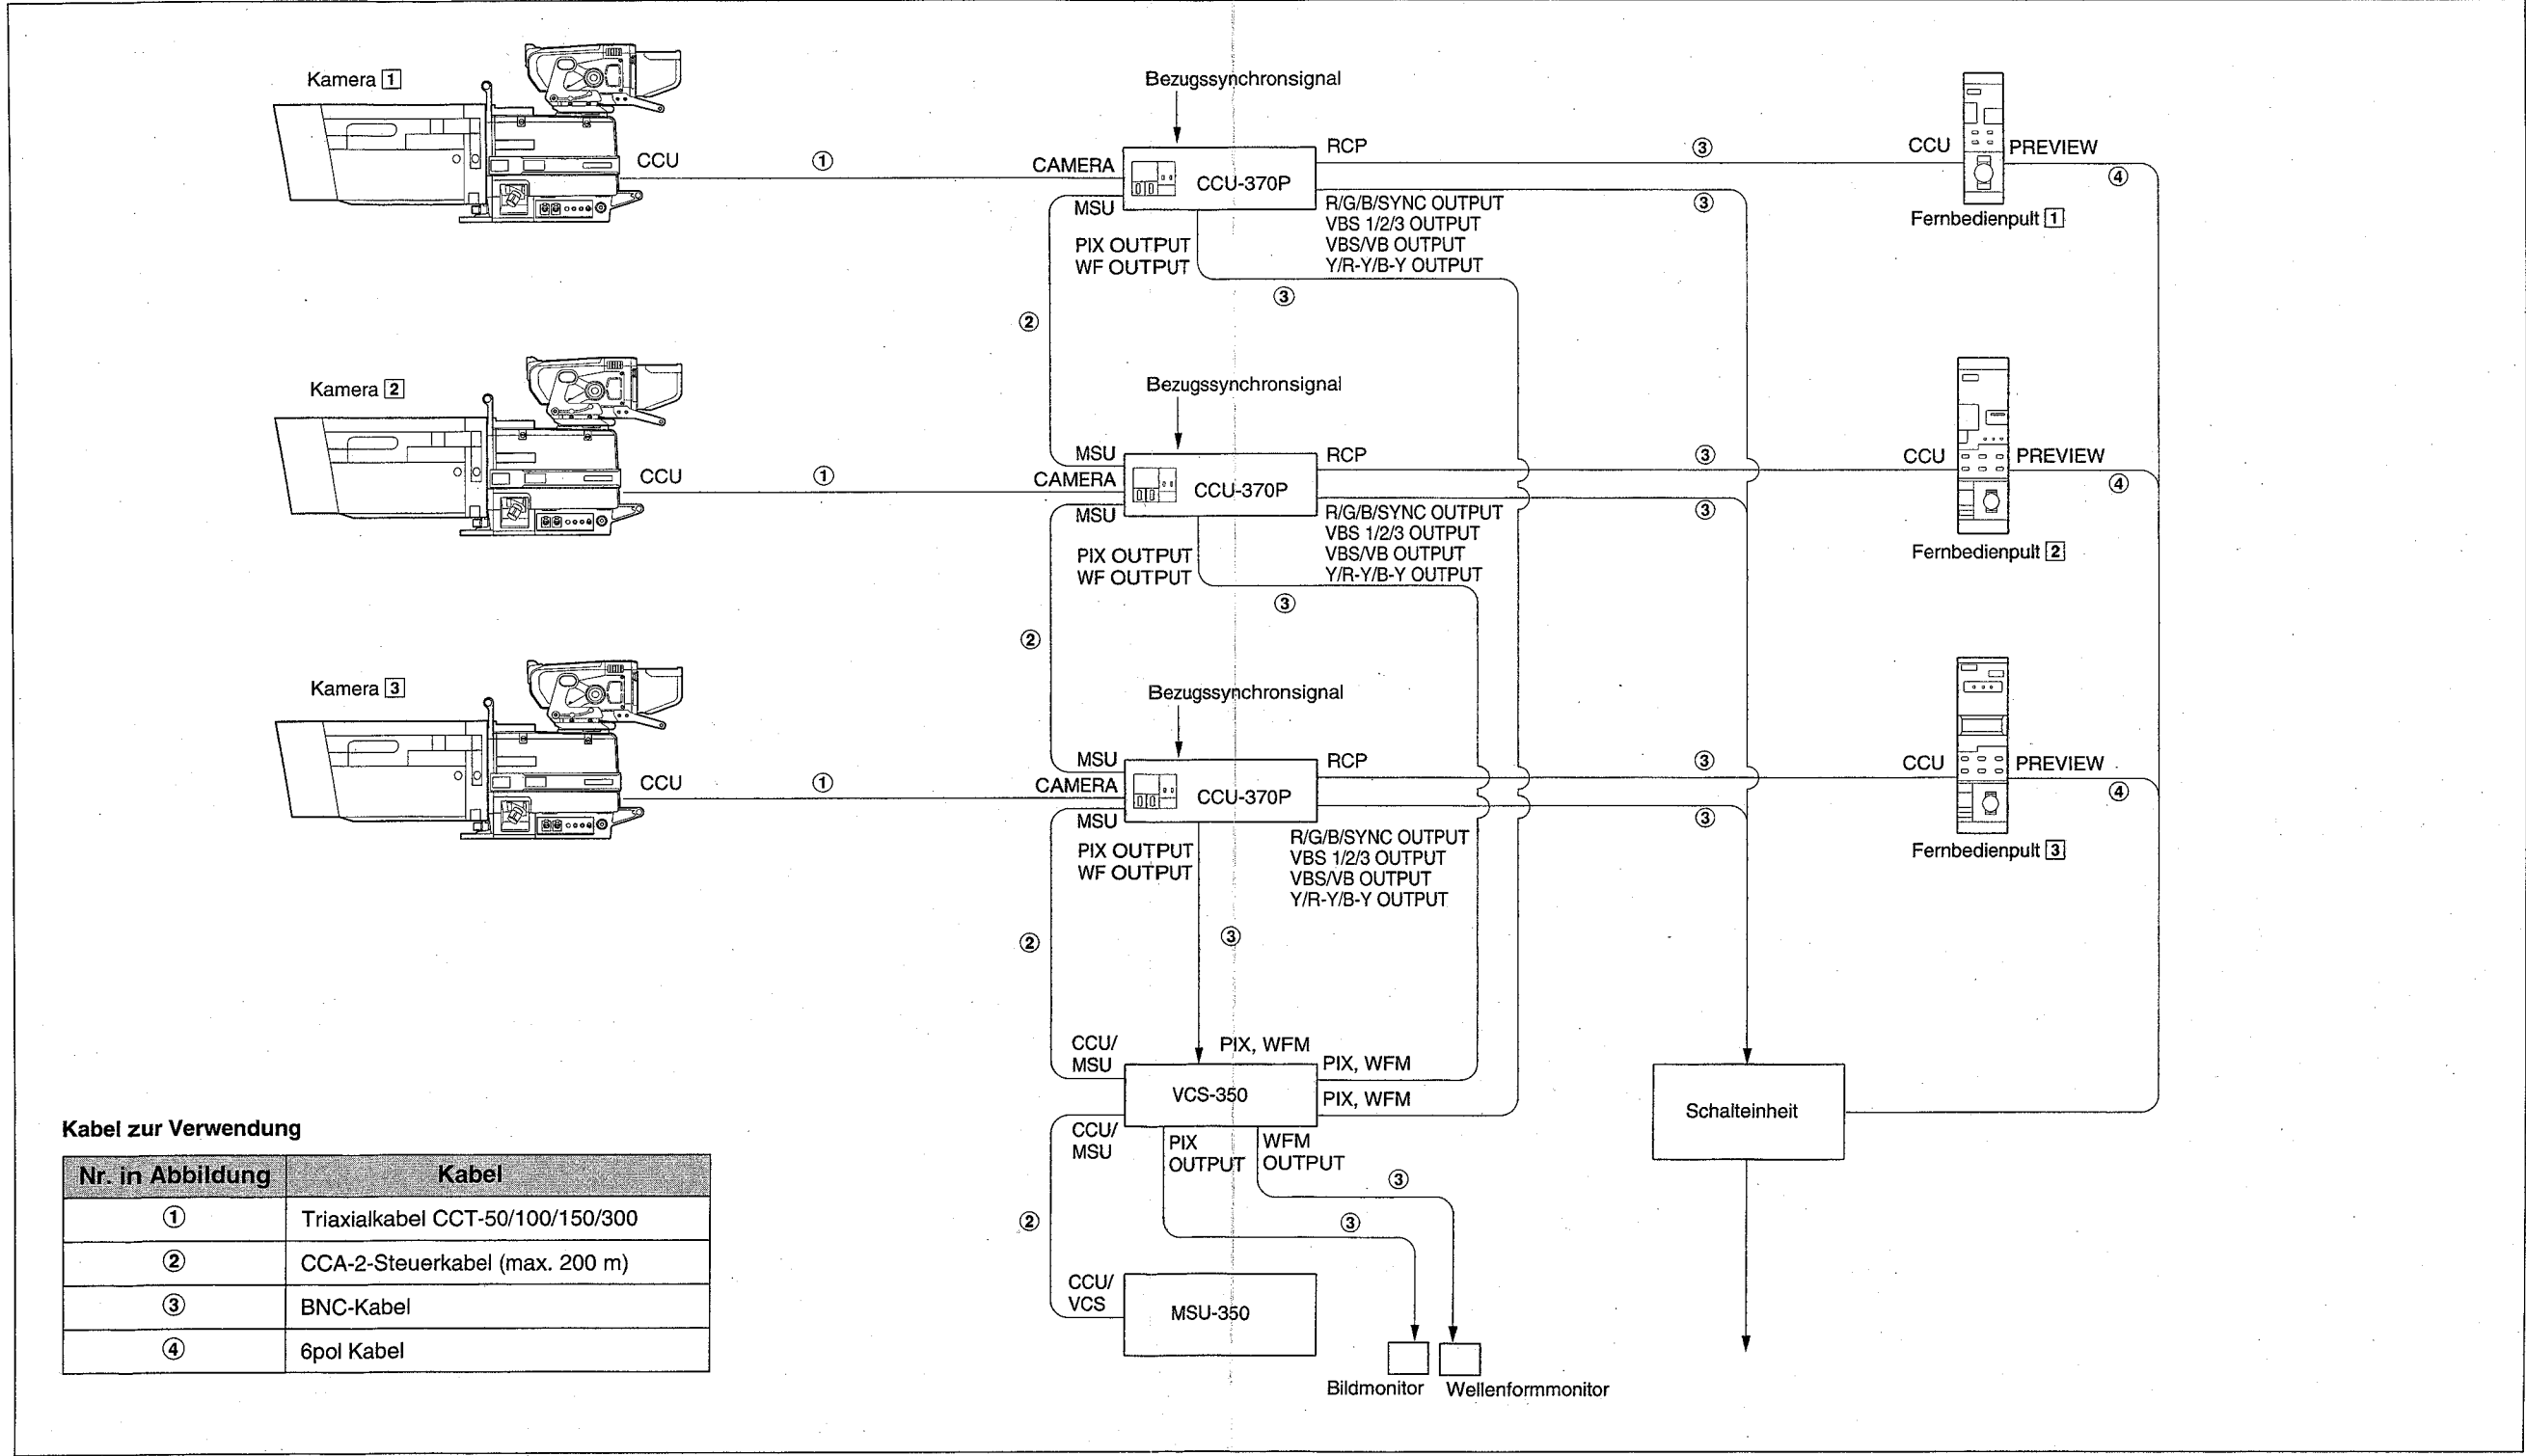 Kamera 1
Bezugssynchronsignal
CCU
①
CAMERA
CCU-370P
RCP
③
CCU
PREVIEW
④
MSU
R/G/B/SYNC OUTPUT
VBS 1/2/3 OUTPUT
VBS/VB OUTPUT
Y/R-Y/B-Y OUTPUT
③
Fernbedienpult 1
PIX OUTPUT
WF OUTPUT
③
②
Kamera 2
Bezugssynchronsignal
CCU
①
MSU
CAMERA
CCU-370P
RCP
③
CCU
PREVIEW
④
MSU
R/G/B/SYNC OUTPUT
VBS 1/2/3 OUTPUT
VBS/VB OUTPUT
Y/R-Y/B-Y OUTPUT
③
Fernbedienpult 2
PIX OUTPUT
WF OUTPUT
③
②
Kamera 3
Bezugssynchronsignal
CCU
①
MSU
CAMERA
CCU-370P
RCP
③
CCU
PREVIEW
④
MSU
R/G/B/SYNC OUTPUT
VBS 1/2/3 OUTPUT
VBS/VB OUTPUT
Y/R-Y/B-Y OUTPUT
③
Fernbedienpult 3
PIX OUTPUT
WF OUTPUT
②
③
CCU/
MSU
PIX, WFM
PIX, WFM
VCS-350
PIX, WFM
Schalteinheit
CCU/
MSU
PIX
OUTPUT
WFM
OUTPUT
③
②
③
CCU/
VCS
MSU-350
Bildmonitor
Wellenformmonitor
Kabel zur Verwendung
Nr. in Abbildung Kabel
① Triaxialkabel CCT-50/100/150/300
② CCA-2-Steuerkabel (max. 200 m)
③ BNC-Kabel
④ 6pol Kabel